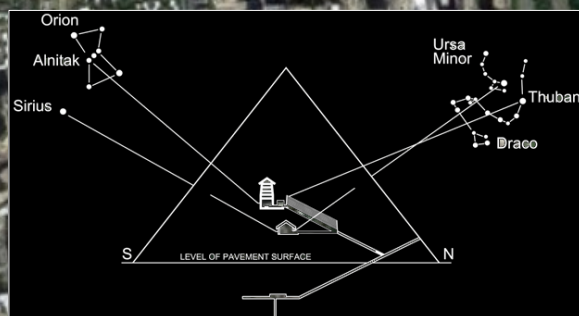 Orion
Alnitak
Sirius
Ursa
Minor
Thuban
Draco
S
LEVEL OF PAVEMENT SURFACE
N